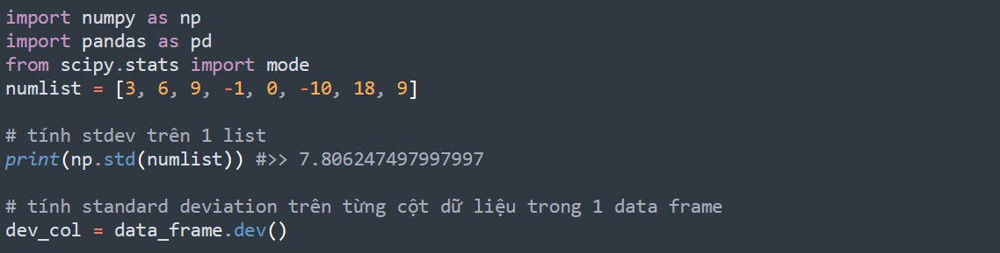 import numpy as np
import pandas as pd
from scipy.stats import mode
numlist = [3, 6, 9, -1, 0, -10, 18, 9]
# tính stdev trên 1 list
print(np.std(numlist)) #>> 7.806247497997997
# tính standard deviation trên từng cột dữ liệu trong 1 data frame
dev_col = data_frame.dev()